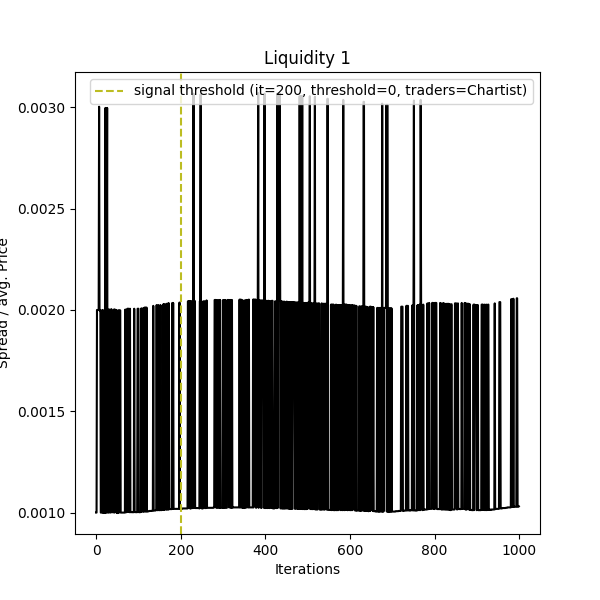 Liquidity 1
signal threshold (it=200, threshold=0, traders=Chartist)
0.0030
0.0025
0.0020
0.0015
0.0010
Spread / avg. Price
0
200
400
600
800
1000
Iterations